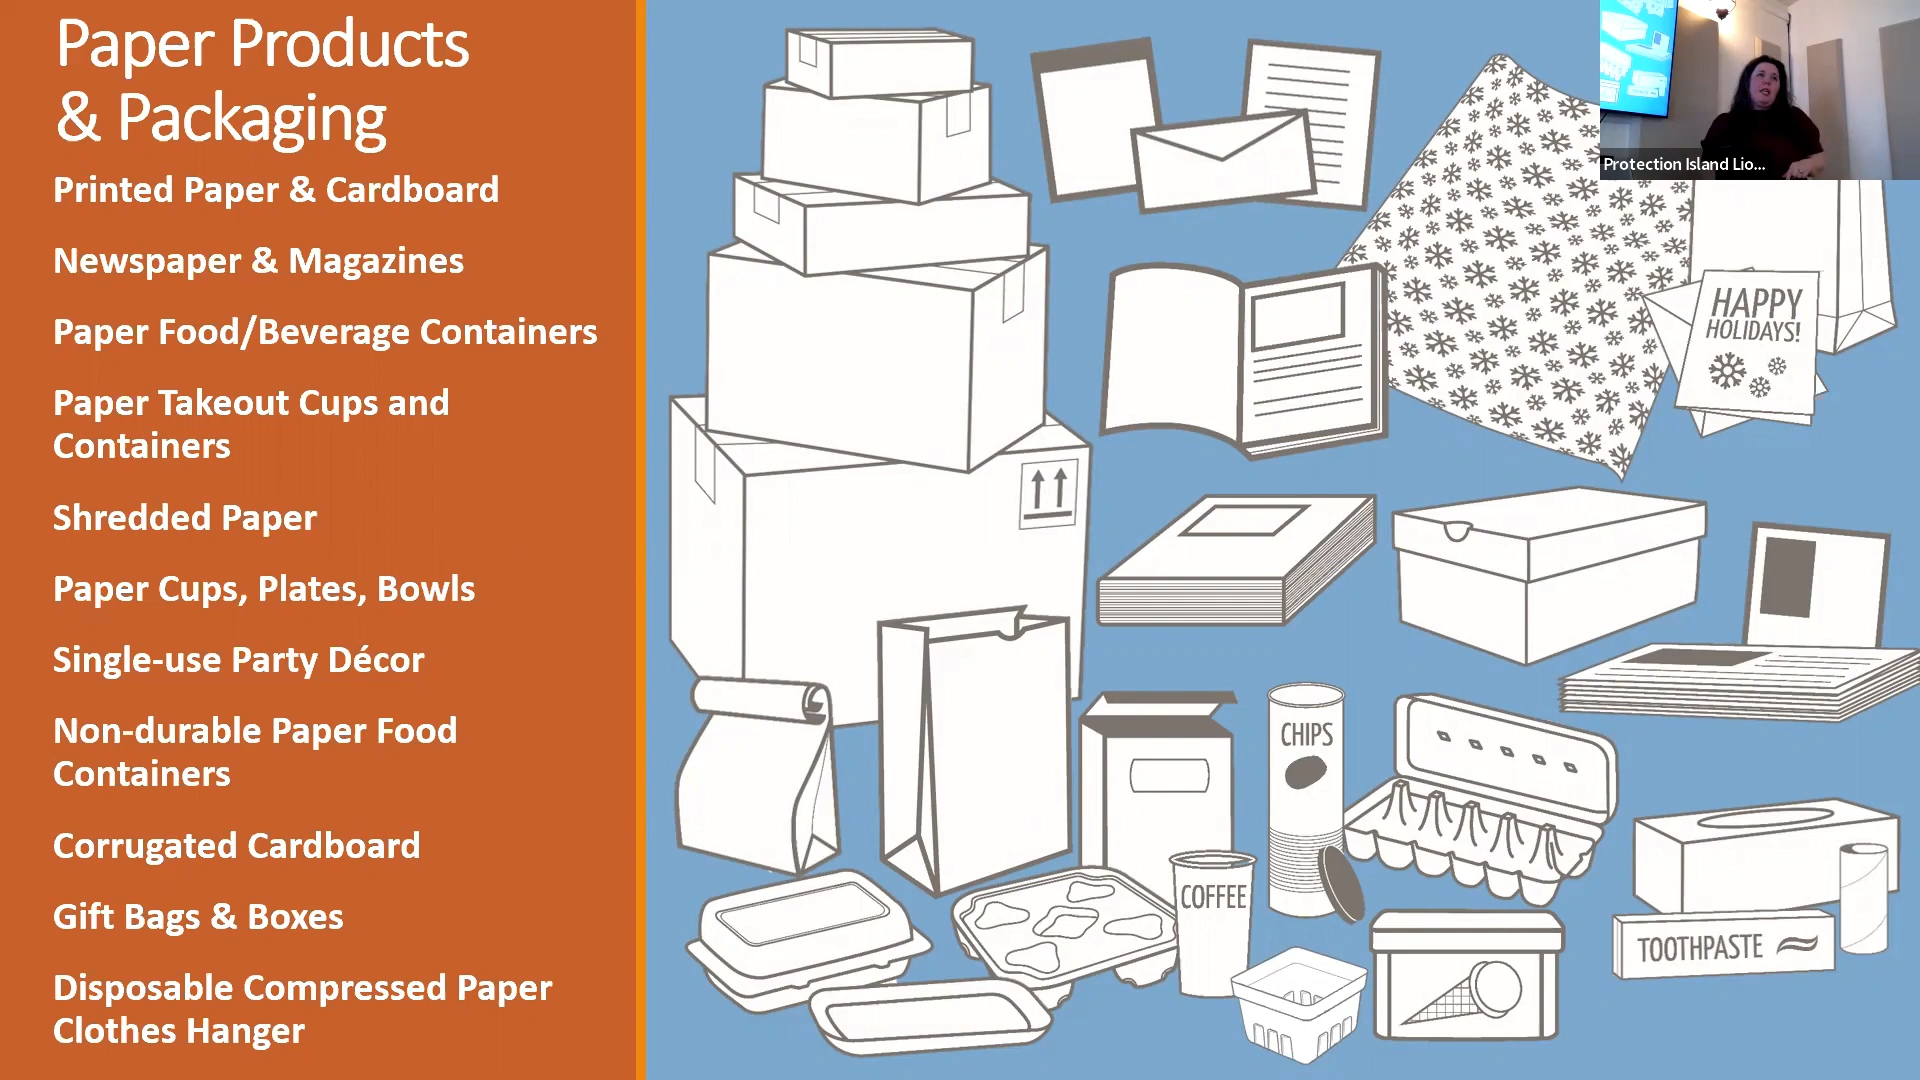 Paper Products
& Packaging
Printed Paper & Cardboard
Newspaper & Magazines
Paper Food/Beverage Containers
Paper Takeout Cups and
Containers
Shredded Paper
Paper Cups, Plates, Bowls
Single-use Party Décor
Non-durable Paper Food
Containers
Corrugated Cardboard
Gift Bags & Boxes
Disposable Compressed Paper
Clothes Hanger
Protection Island Lio...
HAPPY
HOLIDAYS!
CHIPS
COFFEE
TOOTHPASTE